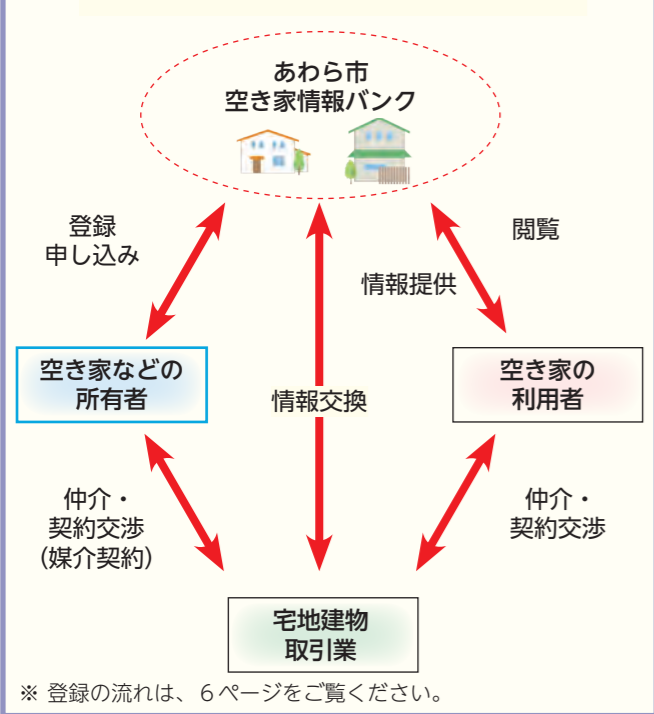 あわら市
空き家情報バンク
登録
申し込み
閲覧
情報提供
空き家などの
所有者
情報交換
空き家の
利用者
仲介・
契約交渉
(媒介契約)
仲介・
契約交渉
宅地建物
取引業
※ 登録の流れは、6ページをご覧ください。